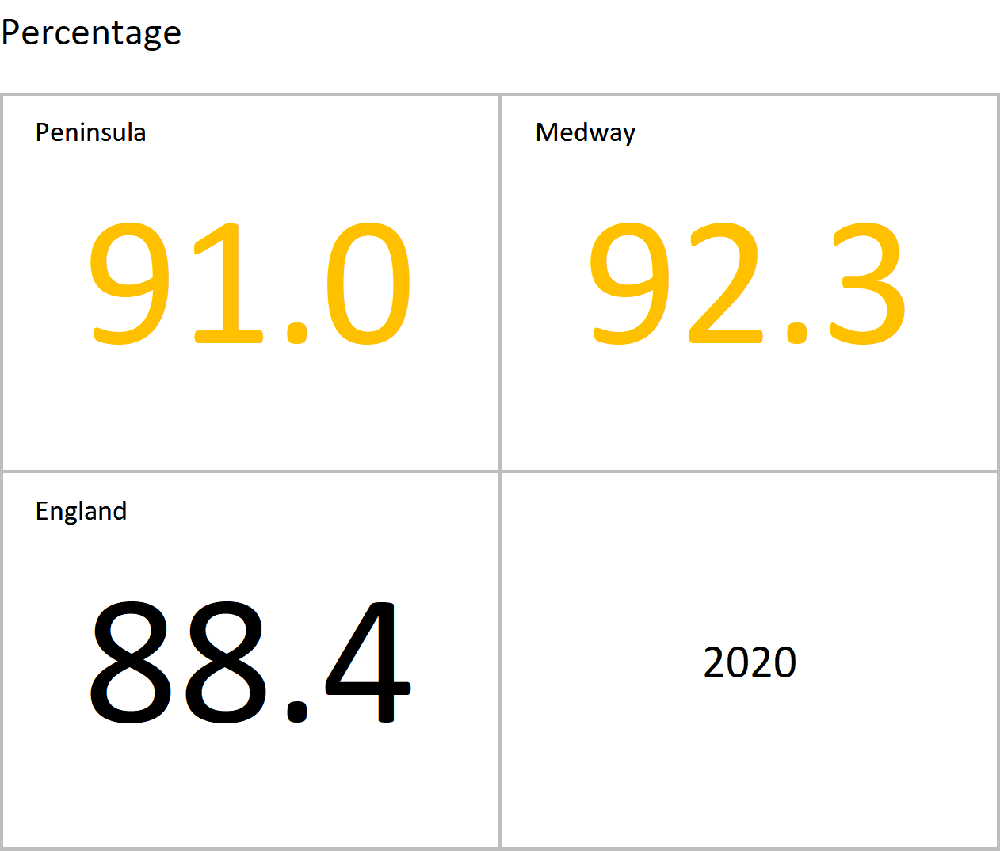 Percentage
Peninsula
91.0
Medway
92.3
England
88.4
2020